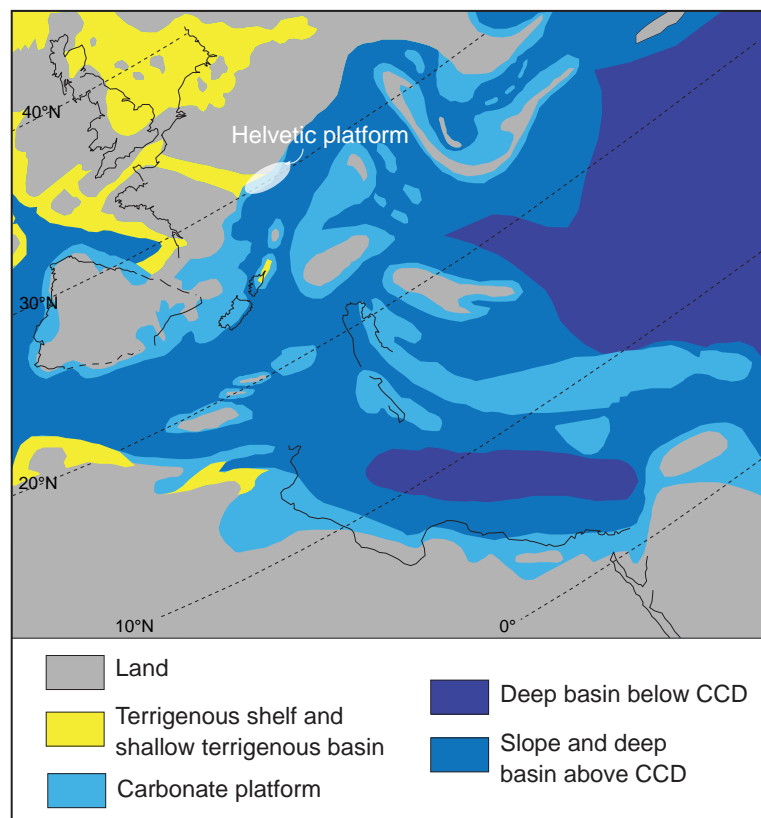 40°N
Helvetic platform
30°N
20°N
10°N
0°
Land
Terrigenous shelf and
shallow terrigenous basin
Carbonate platform
Deep basin below CCD
Slope and deep
basin above CCD